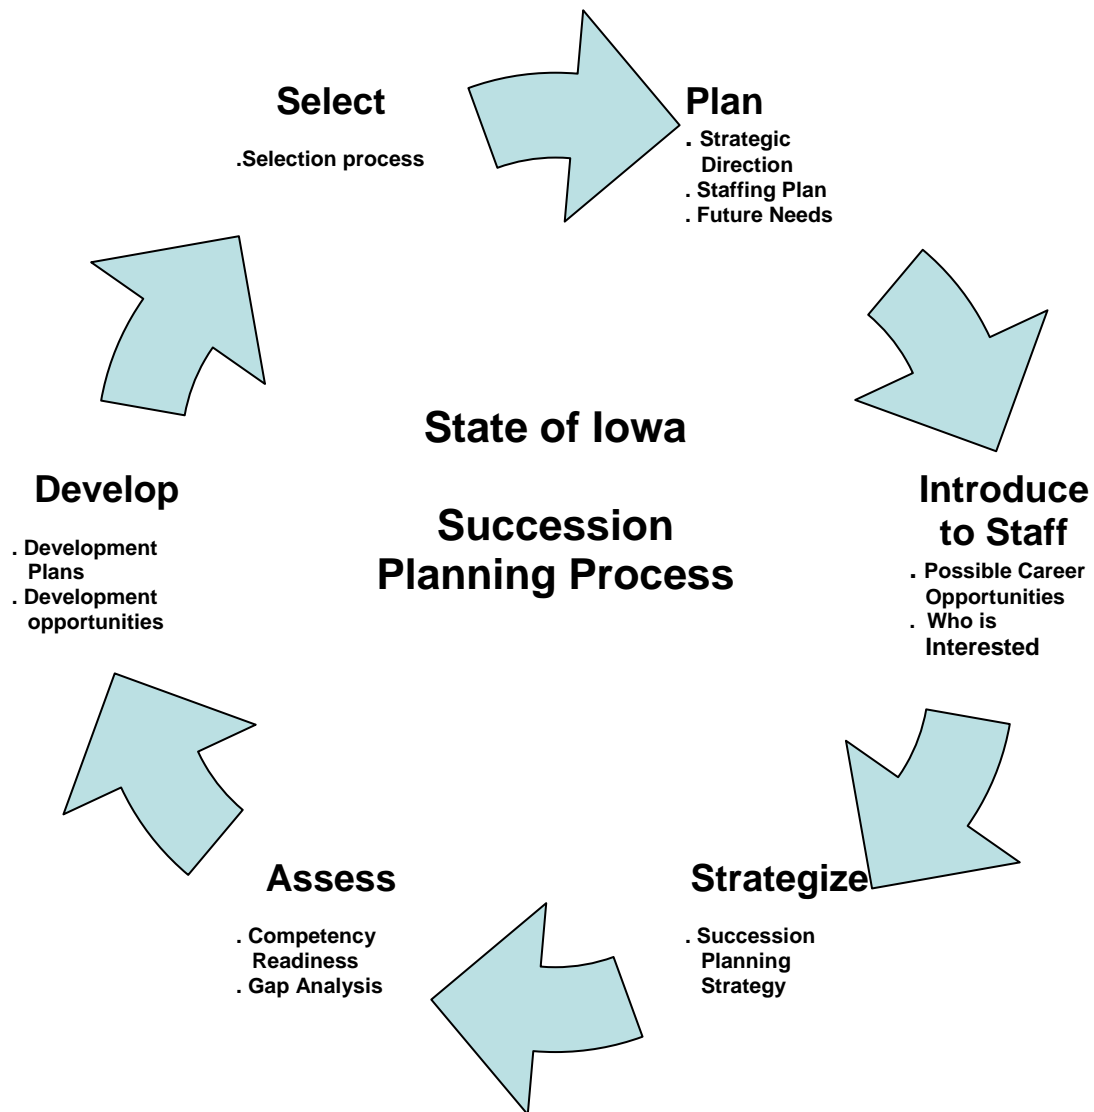 Select
.Selection process
Plan
. Strategic
Direction
. Staffing Plan
. Future Needs
State of Iowa
Succession
Planning Process
Introduce
to Staff
. Possible Career
Opportunities
. Who is
Interested
Strategize
. Succession
Planning
Strategy
Assess
. Competency
Readiness
. Gap Analysis
Develop
. Development
Plans
. Development
opportunities